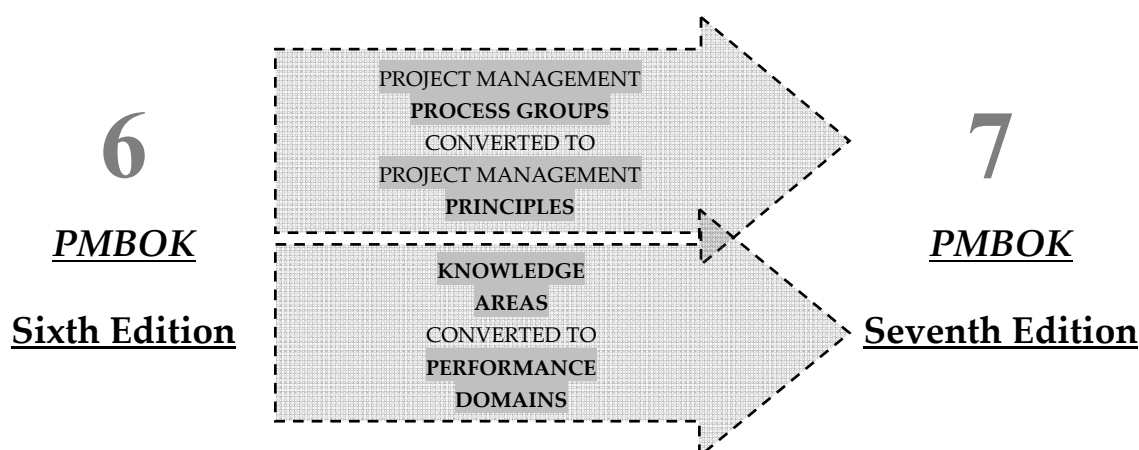 6
PMBOK
Sixth Edition
PROJECT MANAGEMENT
PROCESS GROUPS
CONVERTED TO
PROJECT MANAGEMENT
PRINCIPLES
KNOWLEDGE
AREAS
CONVERTED TO
PERFORMANCE
DOMAINS
7
PMBOK
Seventh Edition